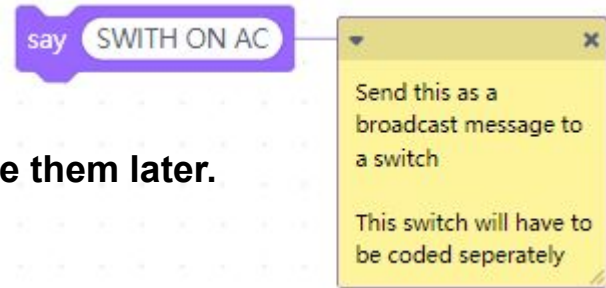 say SWITH ON AC
Send this as a
broadcast message to
a switch
e them later.
This switch will have to
be coded seperately